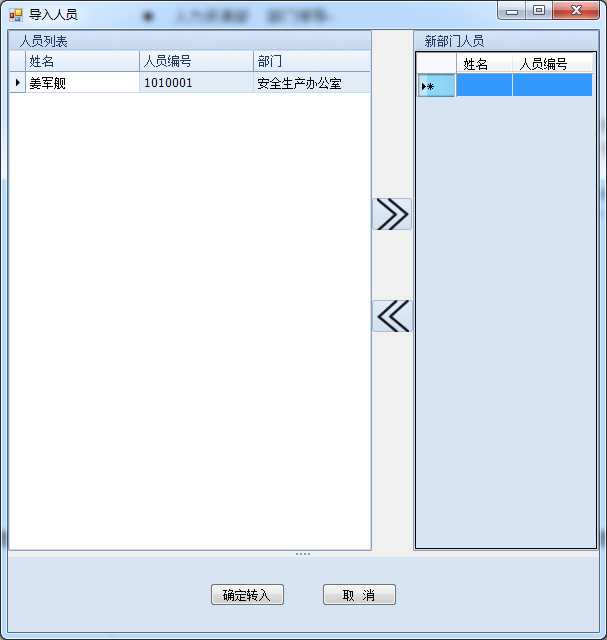 导入人员
人员列表
姓名 人员编号 部门
姜军舰 1010001 安全生产办公室
新部门人员
姓名 人员编号
确定转入 取 消